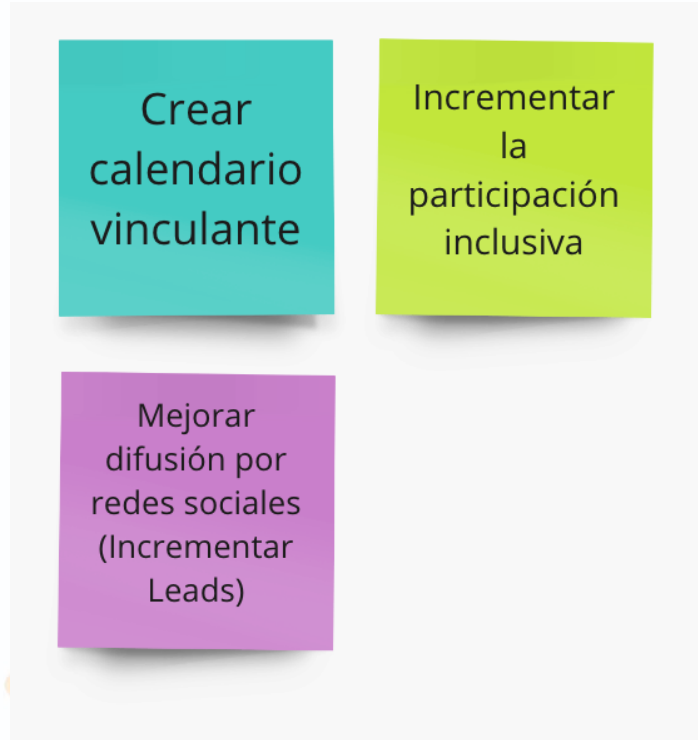 Crear
calendario
vinculante
Incrementar
la
participación
inclusiva
Mejorar
difusión por
redes sociales
(Incrementar
Leads)